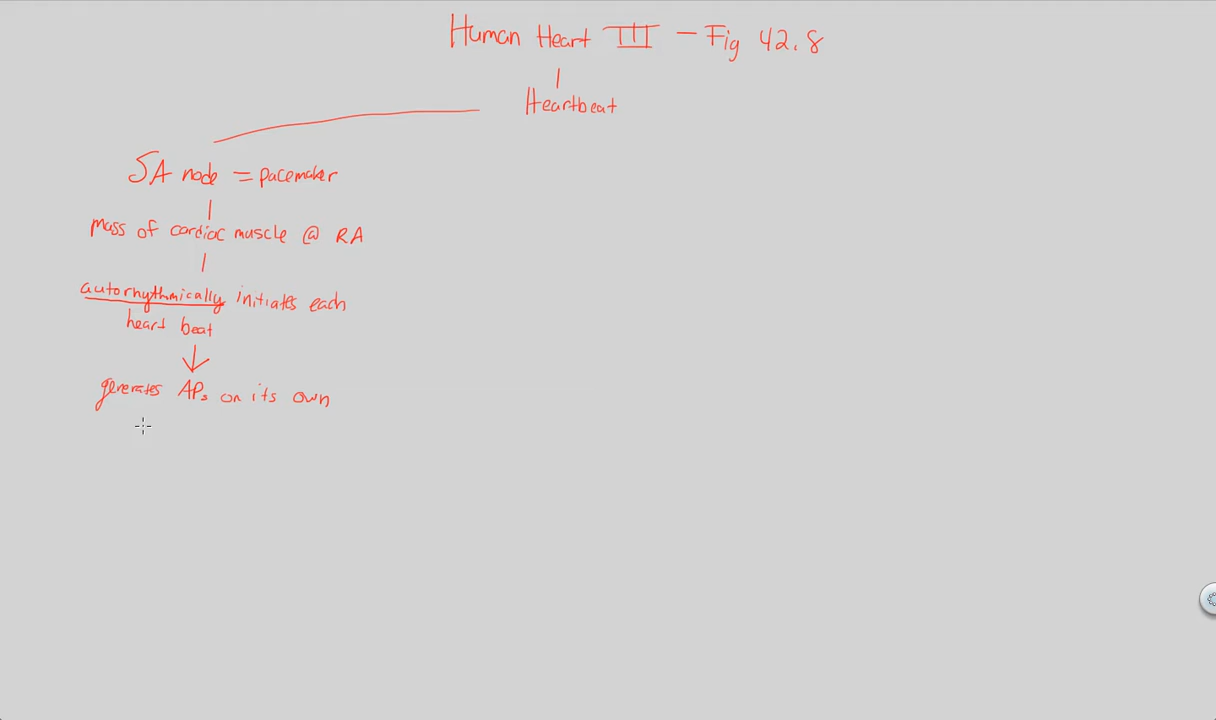 Human Heart III - Fig 42.8
Heartbeat
SA node = pacemaker
mass of cardiac muscle @ RA
autorhythmically initiates each
heart beat
generates APs on its own